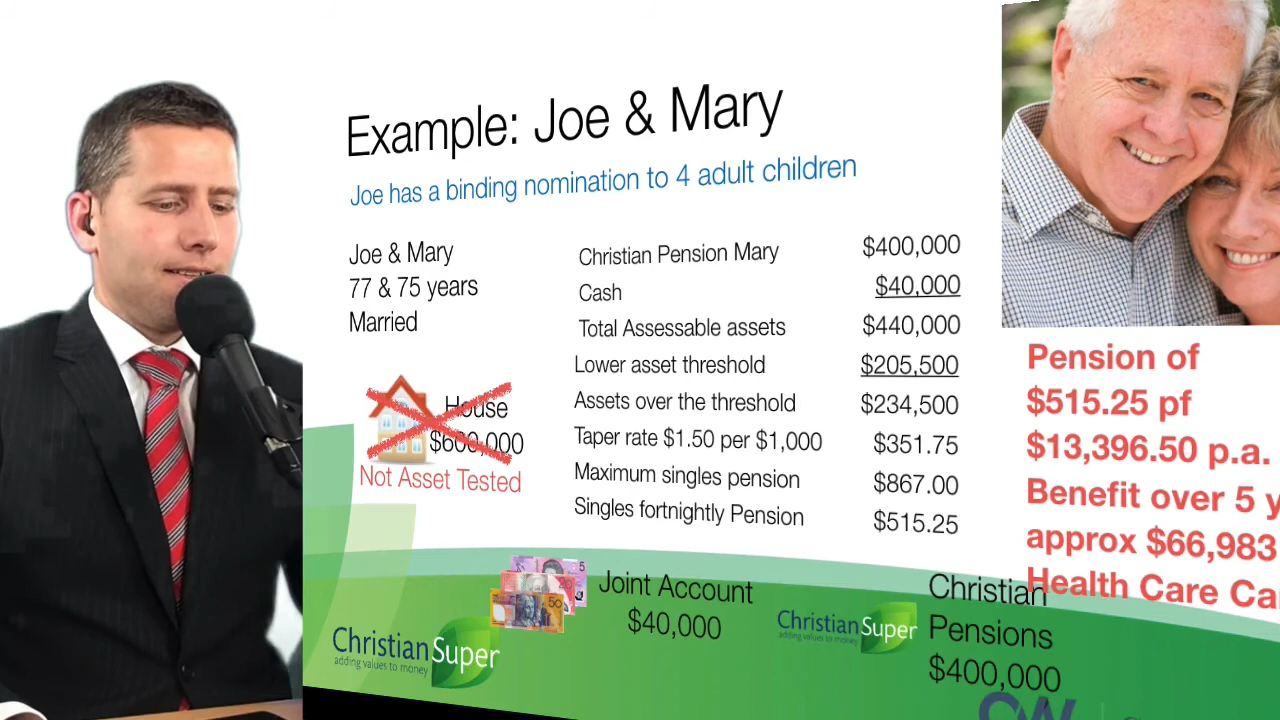 Example: Joe & Mary
Joe has a binding nomination to 4 adult children
Joe & Mary
77 & 75 years
Married
House
$600,000
Not Asset Tested
Christian Pension Mary $400,000
Cash $40,000
Total Assessable assets $440,000
Lower asset threshold $205,500
Assets over the threshold $234,500
Taper rate $1.50 per $1,000 $351.75
Maximum singles pension $867.00
Singles fortnightly Pension $515.25
Pension of
$515.25 pf
$13,396.50 p.a.
Benefit over 5 y
approx $66,983
Health Care Ca
5
50
Joint Account
$40,000
Christian Super
adding values to money
Christian Super
adding values to money
Christian
Pensions
$400,000